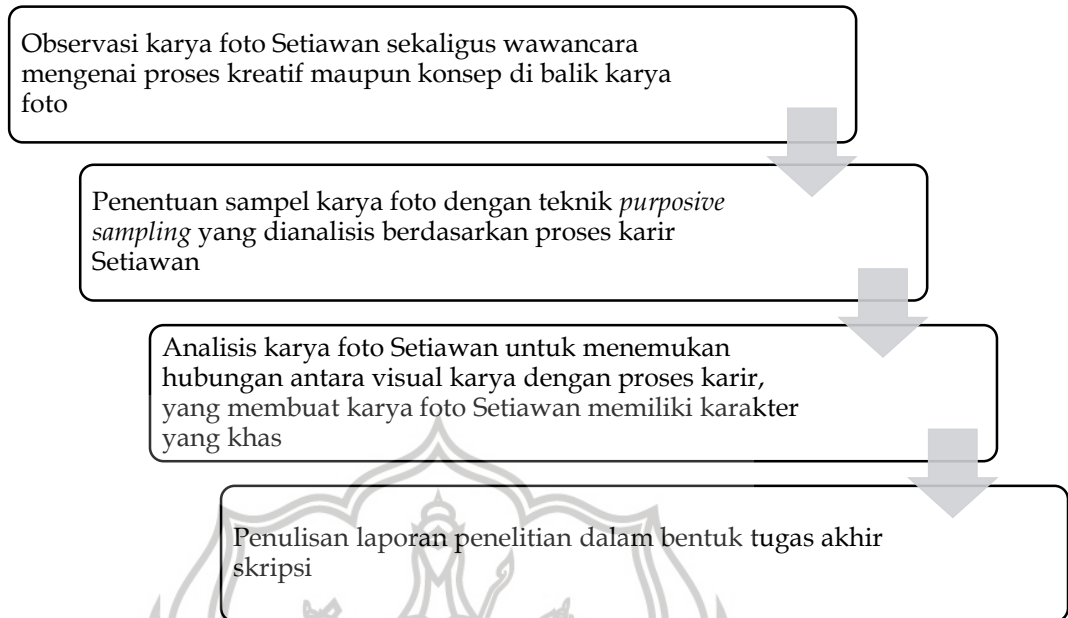 Observasi karya foto Setiawan sekaligus wawancara
mengenai proses kreatif maupun konsep di balik karya
foto
Penentuan sampel karya foto dengan teknik purposive
sampling yang dianalisis berdasarkan proses karir
Setiawan
Analisis karya foto Setiawan untuk menemukan
hubungan antara visual karya dengan proses karir,
yang membuat karya foto Setiawan memiliki karakter
yang khas
Penulisan laporan penelitian dalam bentuk tugas akhir
skripsi